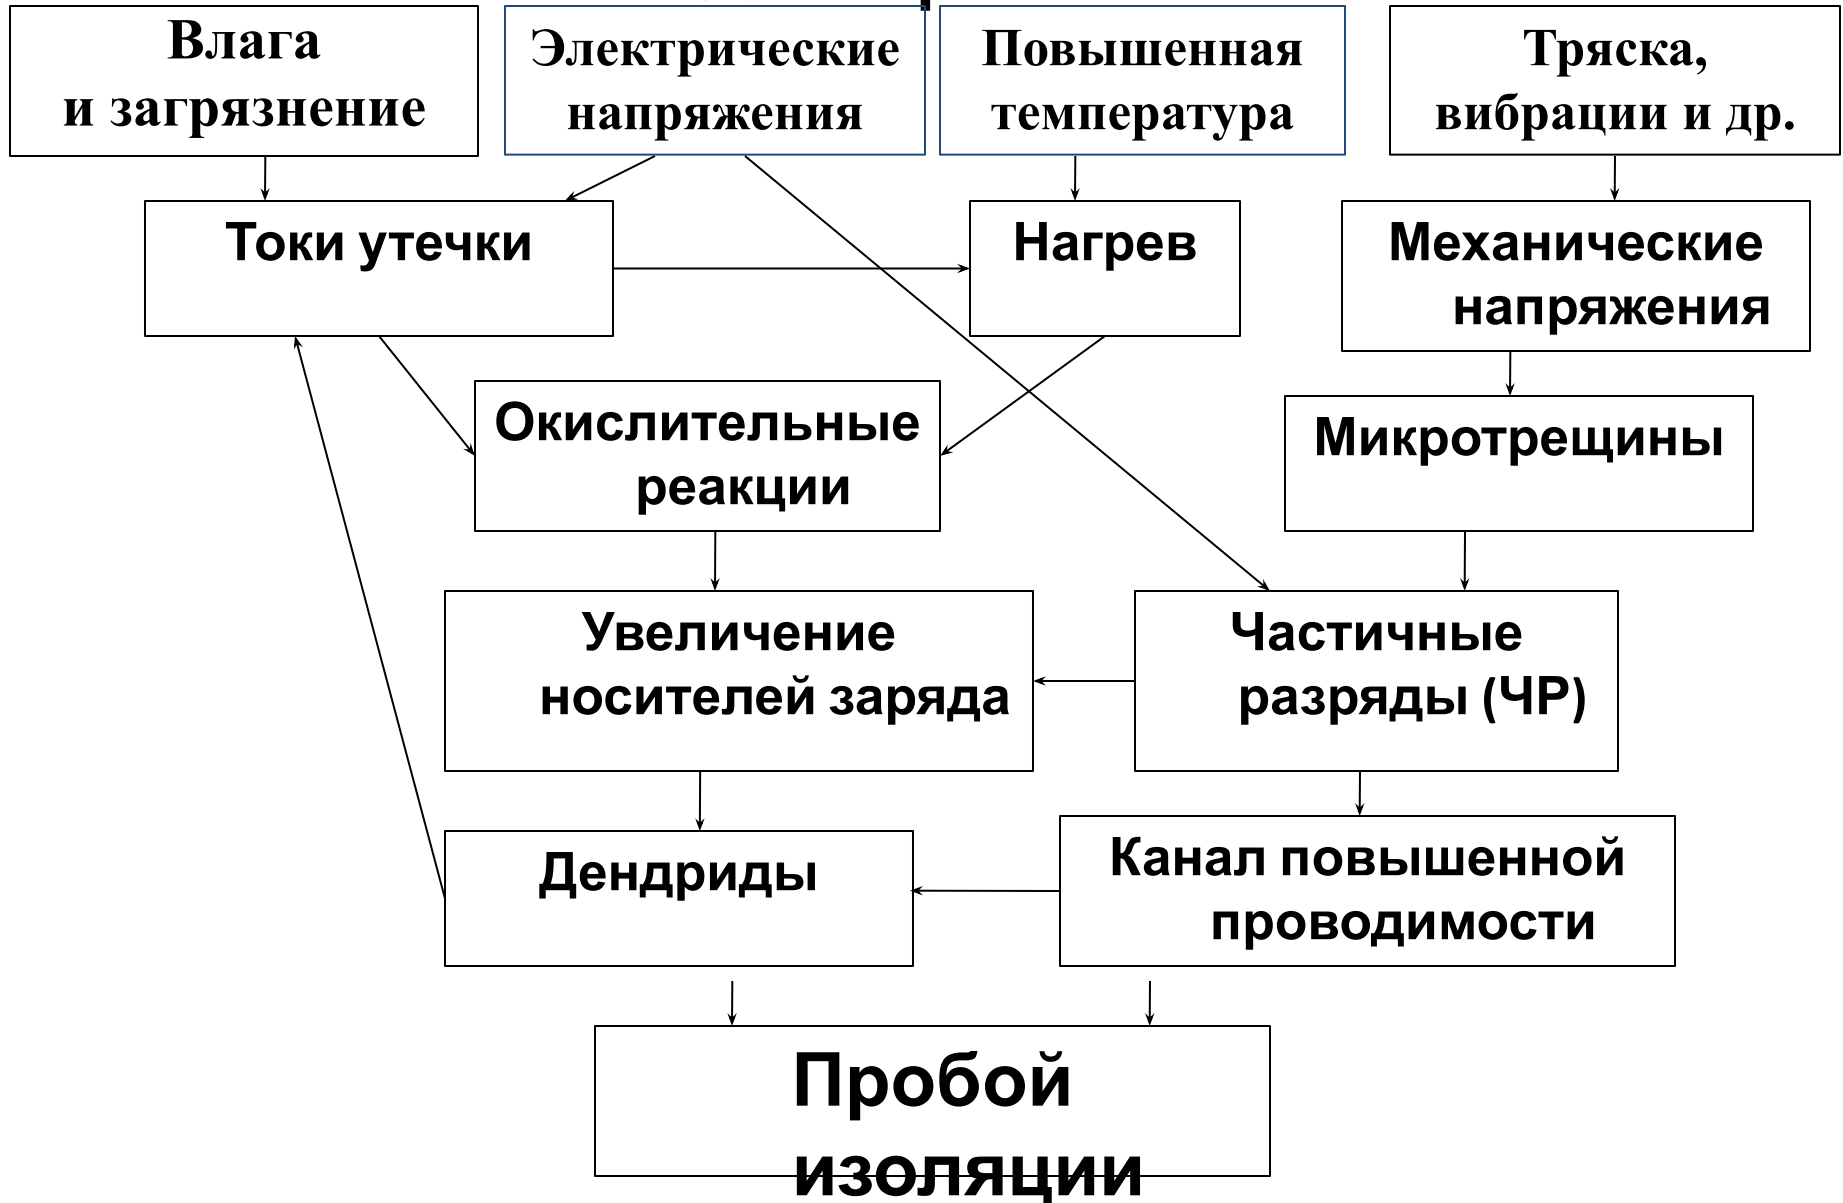 Влага
и загрязнение
Электрические
напряжения
Повышенная
температура
Тряска,
вибрации и др.
Токи утечки
Нагрев
Механические
напряжения
Окислительные
реакции
Микротрещины
Увеличение
носителей заряда
Частичные
разряды (ЧР)
Дендриды
Канал повышенной
проводимости
Пробой
изоляции